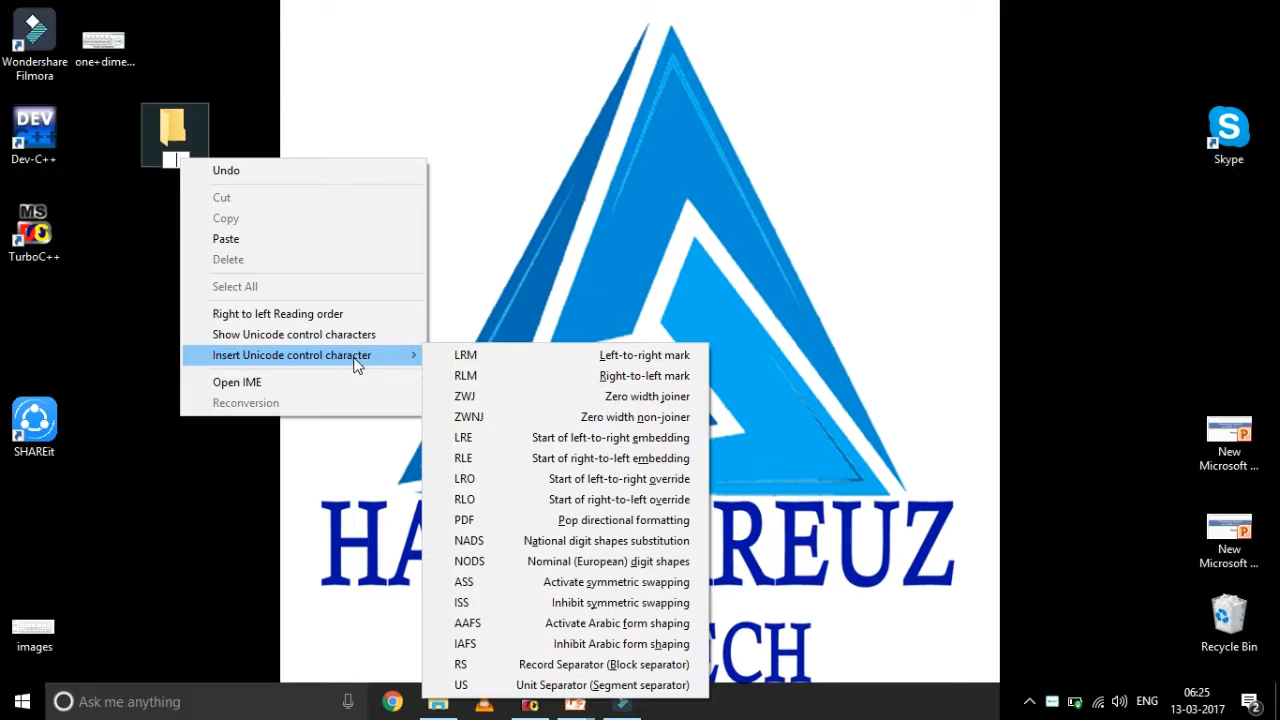 Wondershare
Filmora
one+dime...
DEV
Dev-C++
MS
TurboC++
SHAREit
images
Undo
Cut
Copy
Paste
Delete
Select All
Right to left Reading order
Show Unicode control characters
Insert Unicode control character
Open IME
Reconversion
LRM Left-to-right mark
RLM Right-to-left mark
ZWJ Zero width joiner
ZWNJ Zero width non-joiner
LRE Start of left-to-right embedding
RLE Start of right-to-left embedding
LRO Start of left-to-right override
RLO Start of right-to-left override
PDF Pop directional formatting
NADS National digit shapes substitution
NODS Nominal (European) digit shapes
ASS Activate symmetric swapping
ISS Inhibit symmetric swapping
AAFS Activate Arabic form shaping
IAFS Inhibit Arabic form shaping
RS Record Separator (Block separator)
US Unit Separator (Segment separator)
HA REUZ
ECH
S
Skype
P
New
Microsoft ...
P
New
Microsoft ...
Recycle Bin
Ask me anything
ENG
06:25
13-03-2017
2